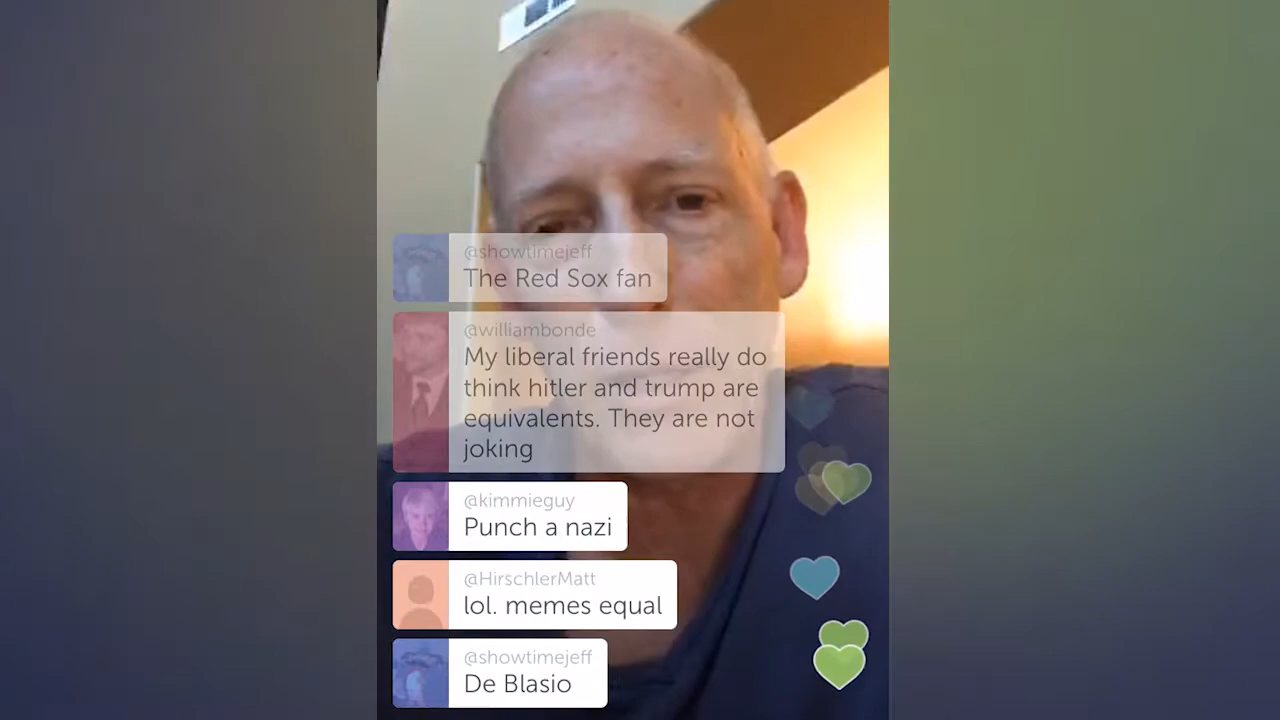 @showtimejeff
The Red Sox fan
@williambonde
My liberal friends really do
think hitler and trump are
equivalents. They are not
joking
@kimmieguy
Punch a nazi
@HirschlerMatt
lol. memes equal
@showtimejeff
De Blasio